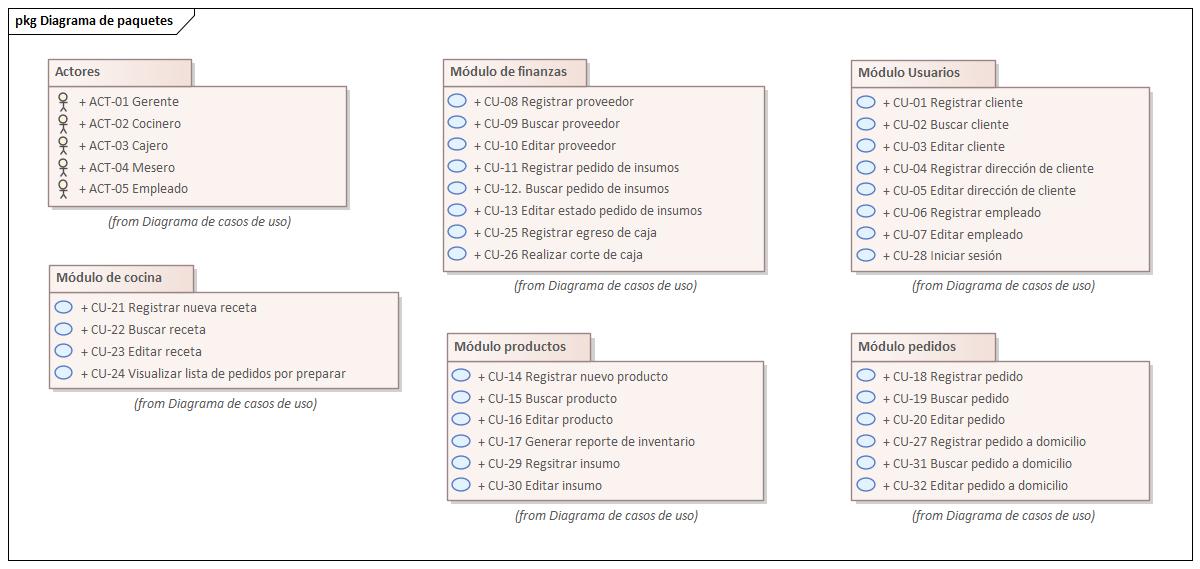 pkg Diagrama de paquetes
Actores
+ ACT-01 Gerente
+ ACT-02 Cocinero
+ ACT-03 Cajero
+ ACT-04 Mesero
+ ACT-05 Empleado
(from Diagrama de casos de uso)
Módulo de cocina
+ CU-21 Registrar nueva receta
+ CU-22 Buscar receta
+ CU-23 Editar receta
+ CU-24 Visualizar lista de pedidos por preparar
(from Diagrama de casos de uso)
Módulo de finanzas
+ CU-08 Registrar proveedor
+ CU-09 Buscar proveedor
+ CU-10 Editar proveedor
+ CU-11 Registrar pedido de insumos
+ CU-12. Buscar pedido de insumos
+ CU-13 Editar estado pedido de insumos
+ CU-25 Registrar egreso de caja
+ CU-26 Realizar corte de caja
(from Diagrama de casos de uso)
Módulo productos
+ CU-14 Registrar nuevo producto
+ CU-15 Buscar producto
+ CU-16 Editar producto
+ CU-17 Generar reporte de inventario
+ CU-29 Regsitrar insumo
+ CU-30 Editar insumo
(from Diagrama de casos de uso)
Módulo Usuarios
+ CU-01 Registrar cliente
+ CU-02 Buscar cliente
+ CU-03 Editar cliente
+ CU-04 Registrar dirección de cliente
+ CU-05 Editar dirección de cliente
+ CU-06 Registrar empleado
+ CU-07 Editar empleado
+ CU-28 Iniciar sesión
(from Diagrama de casos de uso)
Módulo pedidos
+ CU-18 Registrar pedido
+ CU-19 Buscar pedido
+ CU-20 Editar pedido
+ CU-27 Registrar pedido a domicilio
+ CU-31 Buscar pedido a domicilio
+ CU-32 Editar pedido a domicilio
(from Diagrama de casos de uso)